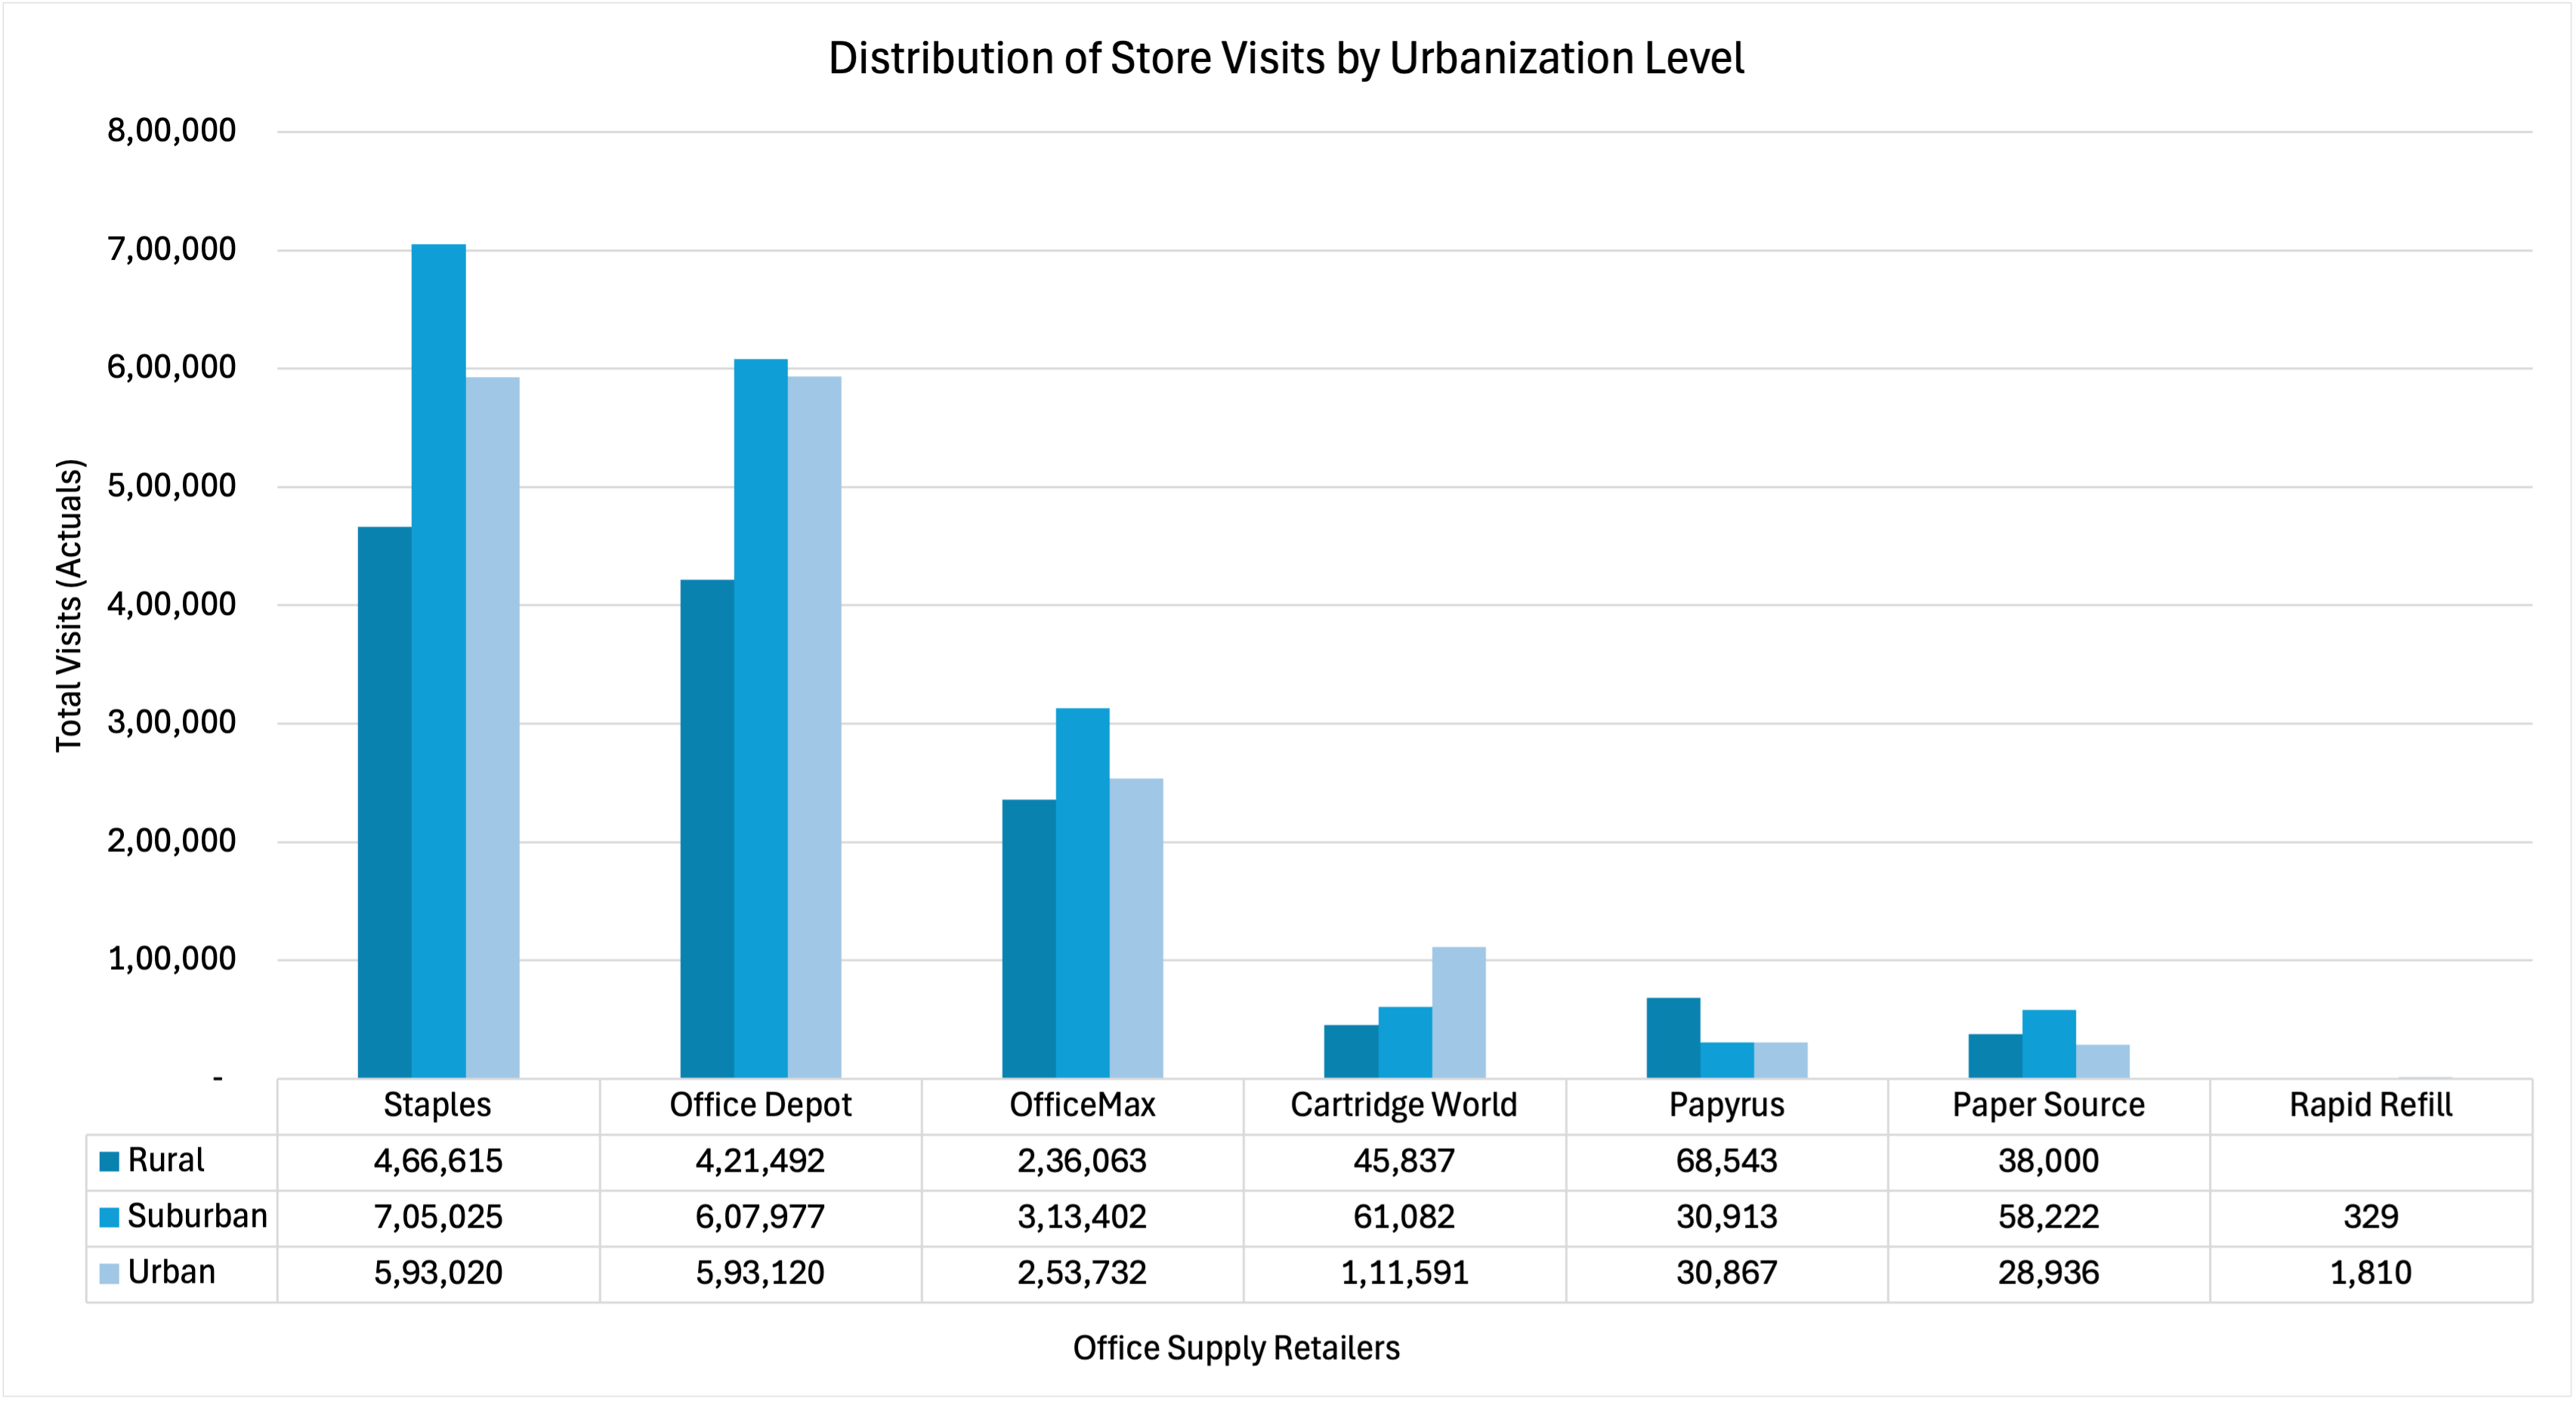 Distribution of Store Visits by Urbanization Level
8,00,000
7,00,000
6,00,000
5,00,000
4,00,000
3,00,000
2,00,000
1,00,000
-
Total Visits (Actuals)
Staples Office Depot OfficeMax Cartridge World Papyrus Paper Source Rapid Refill
Rural 4,66,615 4,21,492 2,36,063 45,837 68,543 38,000
Suburban 7,05,025 6,07,977 3,13,402 61,082 30,913 58,222 329
Urban 5,93,020 5,93,120 2,53,732 1,11,591 30,867 28,936 1,810
Office Supply Retailers